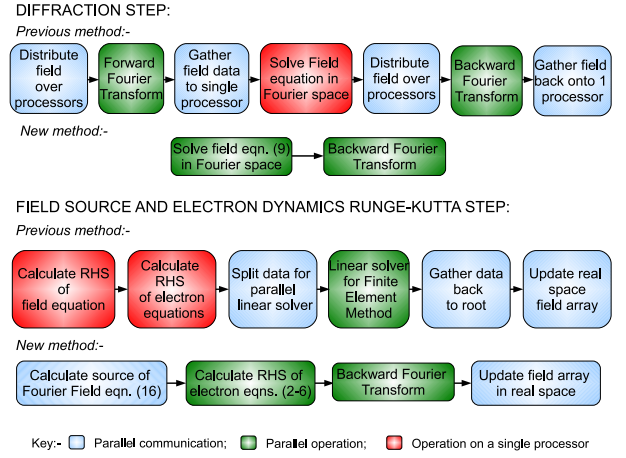 DIFFRACTION STEP:
Previous method:-
Distribute
field
over
processors
Forward
Fourier
Transform
Gather
field data
to single
processor
Solve Field
equation in
Fourier space
Distribute
field over
processors
Backward
Fourier
Transform
Gather field
back onto 1
processor
New method:-
Solve field eqn. (9)
in Fourier space
Backward Fourier
Transform
FIELD SOURCE AND ELECTRON DYNAMICS RUNGE-KUTTA STEP:
Previous method:-
Calculate RHS
of
field equation
Calculate
RHS
of electron
equations
Split data for
parallel
linear solver
Linear solver
for Finite
Element
Method
Gather data
back
to root
Update real
space
field array
New method:-
Calculate source of
Fourier Field eqn. (16)
Calculate RHS of
electron eqns. (2-6)
Backward Fourier
Transform
Update field array
in real space
Key:- Parallel communication; Parallel operation; Operation on a single processor